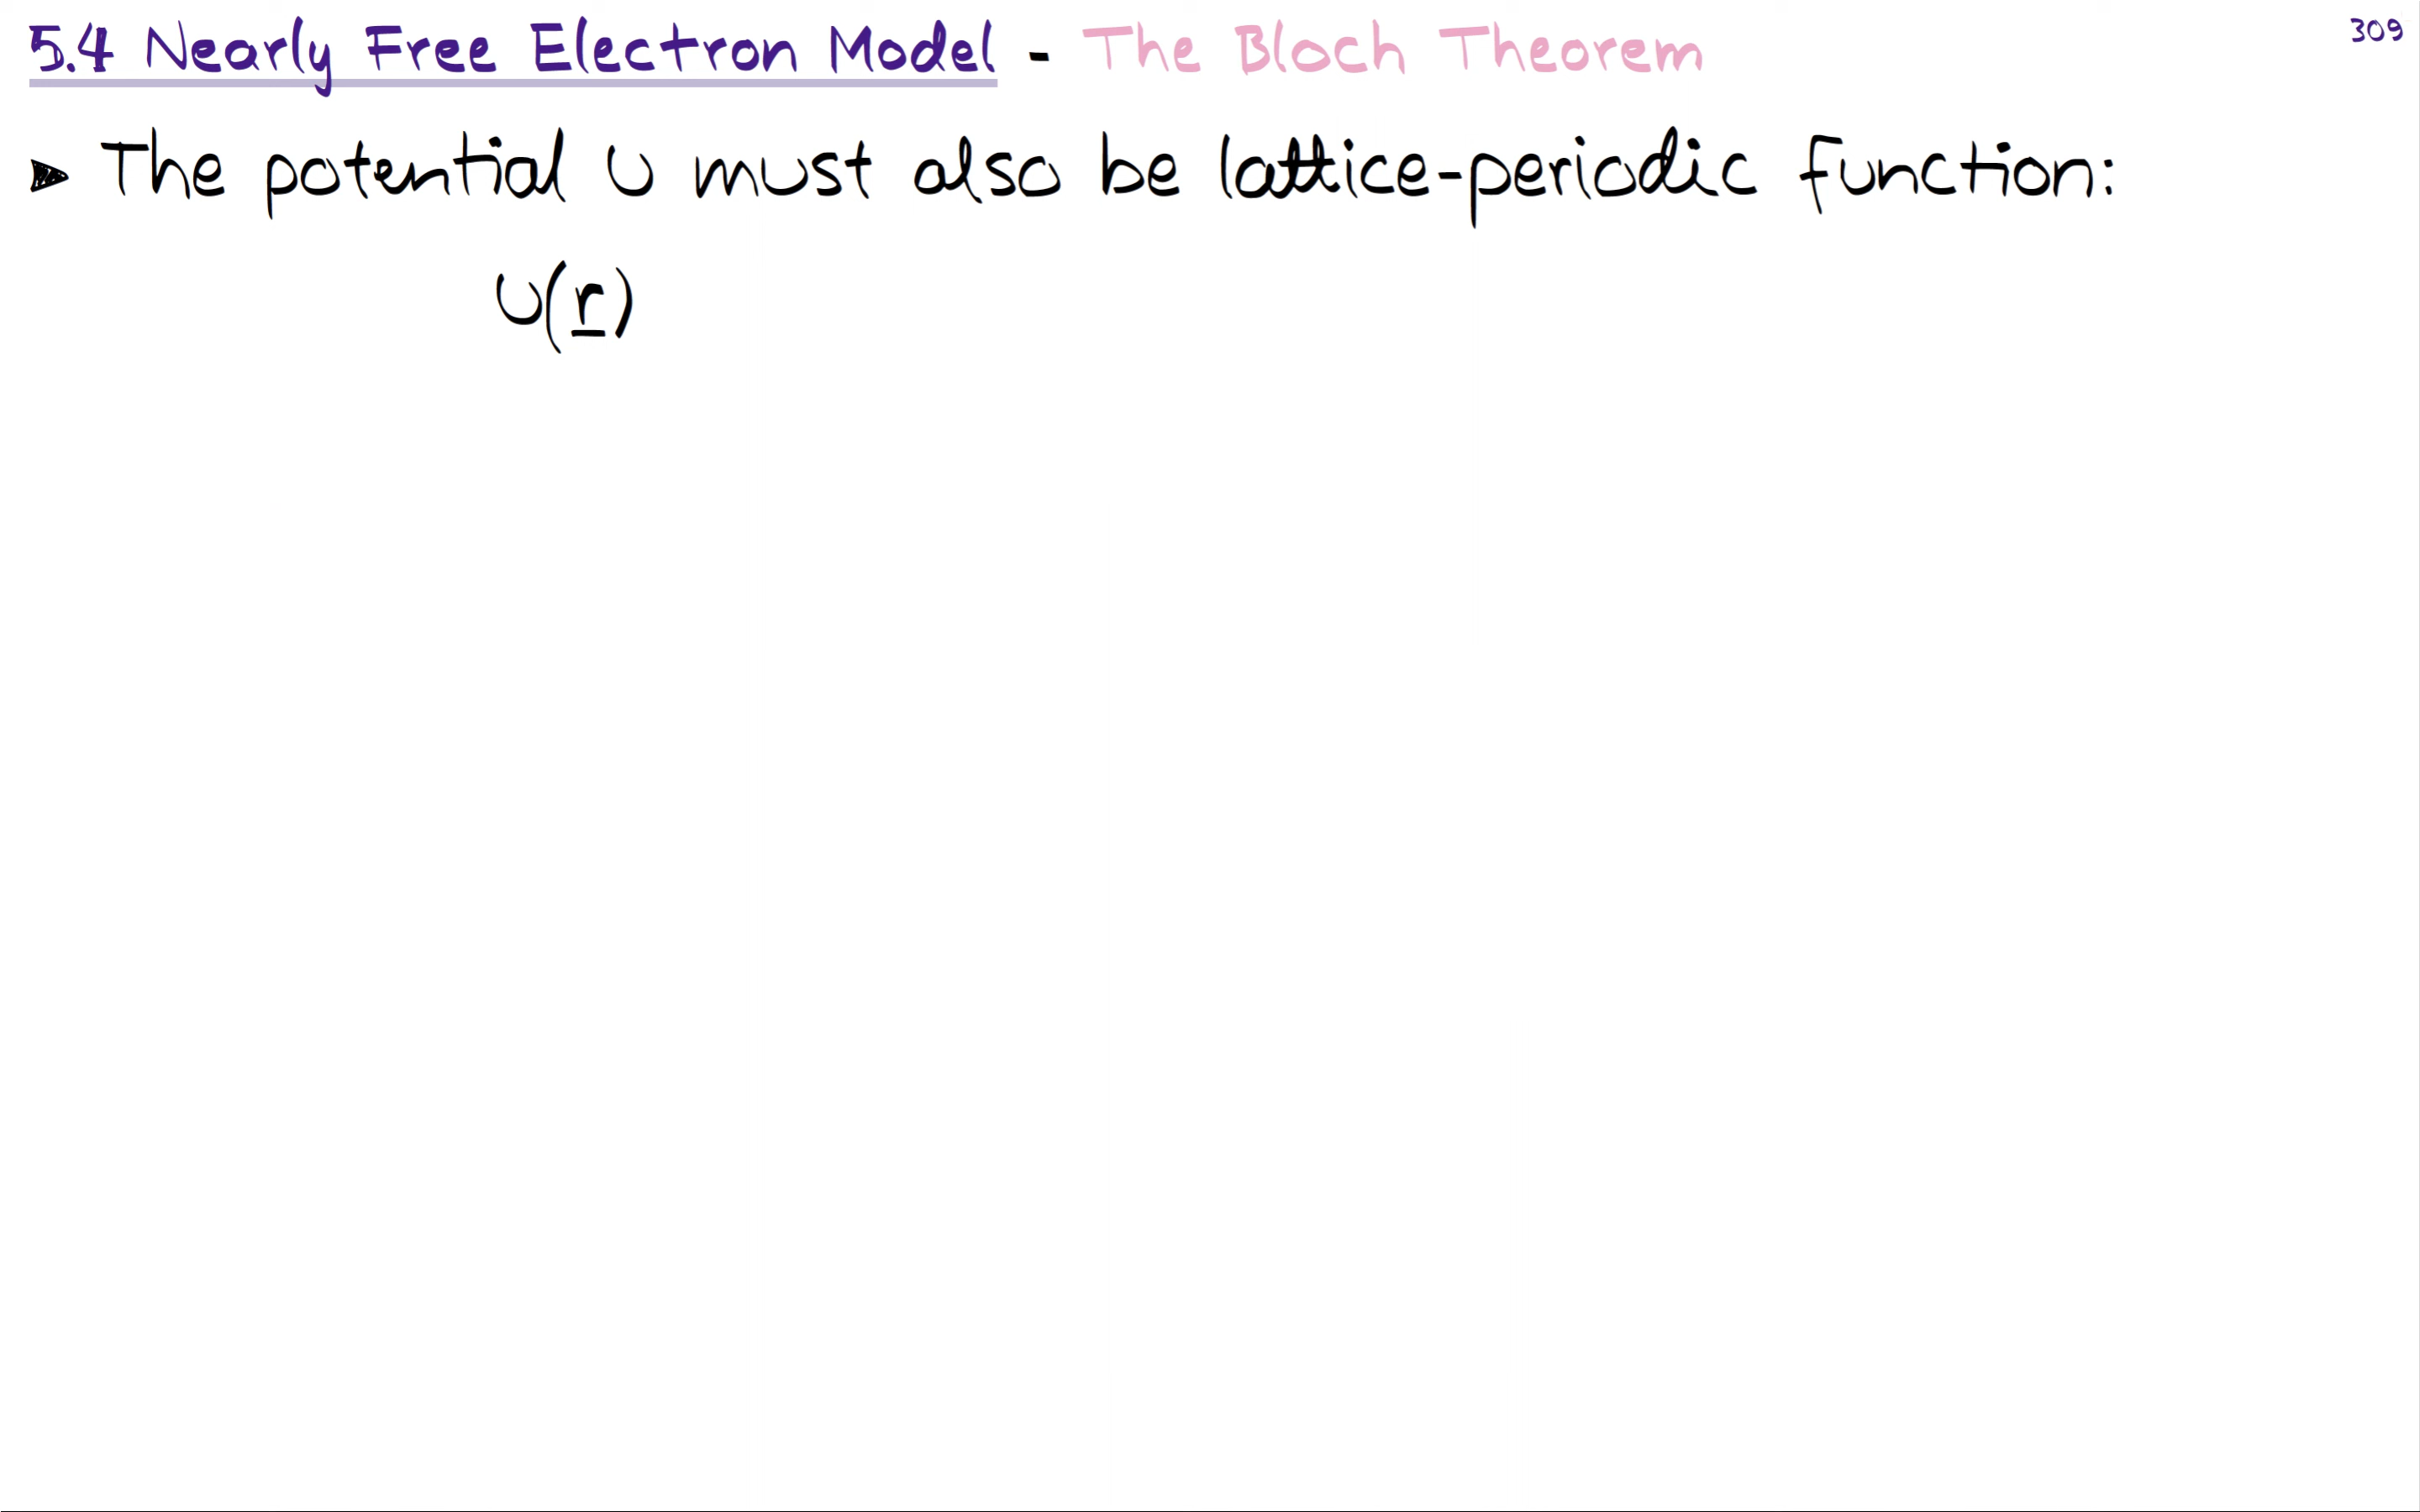 5.4 Nearly Free Electron Model - The Bloch Theorem 309
The potential U must also be lattice-periodic function:
U(r)